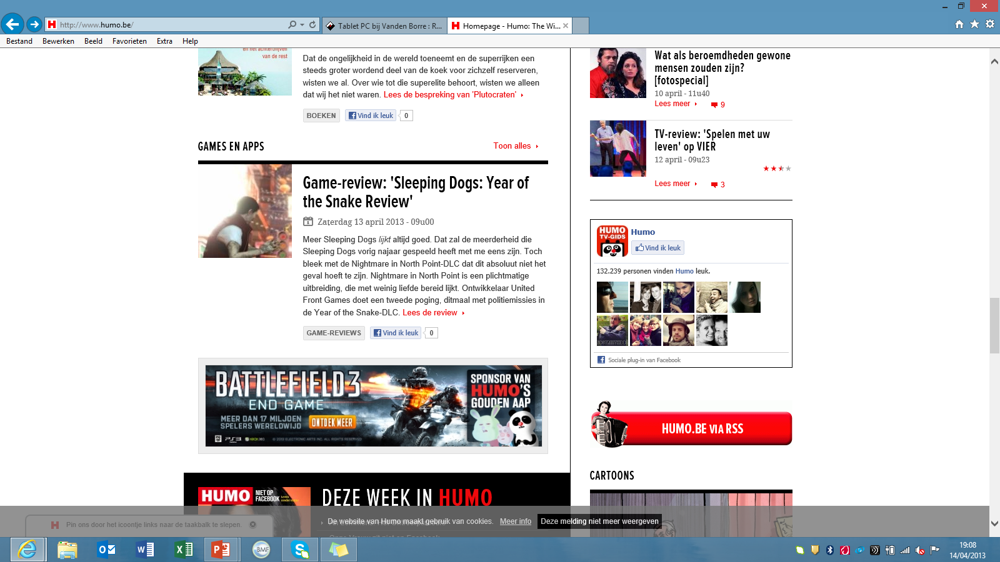 http://www.humo.be/
Tablet PC bij Vanden Borre : R...
Homepage - Humo: The Wi...
Bestand Bewerken Beeld Favorieten Extra Help
en het achterblijven
van de rest
Dat de ongelijkheid in de wereld toeneemt en de superrijken een
steeds groter wordend deel van de koek voor zichzelf reserveren,
wisten we al. Over wie tot die superelite behoort, wisten we alleen
dat wij het niet waren. Lees de bespreking van 'Plutocraten'
BOEKEN Vind ik leuk 0
GAMES EN APPS
Toon alles
Game-review: 'Sleeping Dogs: Year of
the Snake Review'
Zaterdag 13 april 2013 - 09u00
Meer Sleeping Dogs lijkt altijd goed. Dat zal de meerderheid die
Sleeping Dogs vorig najaar gespeeld heeft met me eens zijn. Toch
bleek met de Nightmare in North Point-DLC dat dit absoluut niet het
geval hoeft te zijn. Nightmare in North Point is een plichtmatige
uitbreiding, die met weinig liefde bereid lijkt. Ontwikkelaar United
Front Games doet een tweede poging, ditmaal met politiemissies in
de Year of the Snake-DLC. Lees de review
GAME-REVIEWS Vind ik leuk 0
BATTLEFIELD 3
END GAME
MEER DAN 17 MILJOEN
SPELERS WERELDWIJD
ONTDEK MEER
PS3 XBOX 360 © 2013 ELECTRONIC ARTS INC. ALL RIGHTS RESERVED
SPONSOR VAN
HUMO'S
GOUDEN AAP
HUMO
NIET OP
FACEBOOK
Leven
zonder
DEZE WEEK IN HUMO
Wat als beroemdheden gewone
mensen zouden zijn?
[fotospecial]
10 april - 11u40
Lees meer 9
TV-review: 'Spelen met uw
leven' op VIER
12 april - 09u23
Lees meer 3
HUMO
TV-GIDS
Humo
Vind ik leuk
132.239 personen vinden Humo leuk.
Sociale plug-in van Facebook
HUMO.BE VIA RSS
CARTOONS
Pin ons door het icoontje links naar de taakbalk te slepen.
De website van Humo maakt gebruik van cookies. Meer info Deze melding niet meer weergeven
BMF
19:08
14/04/2013